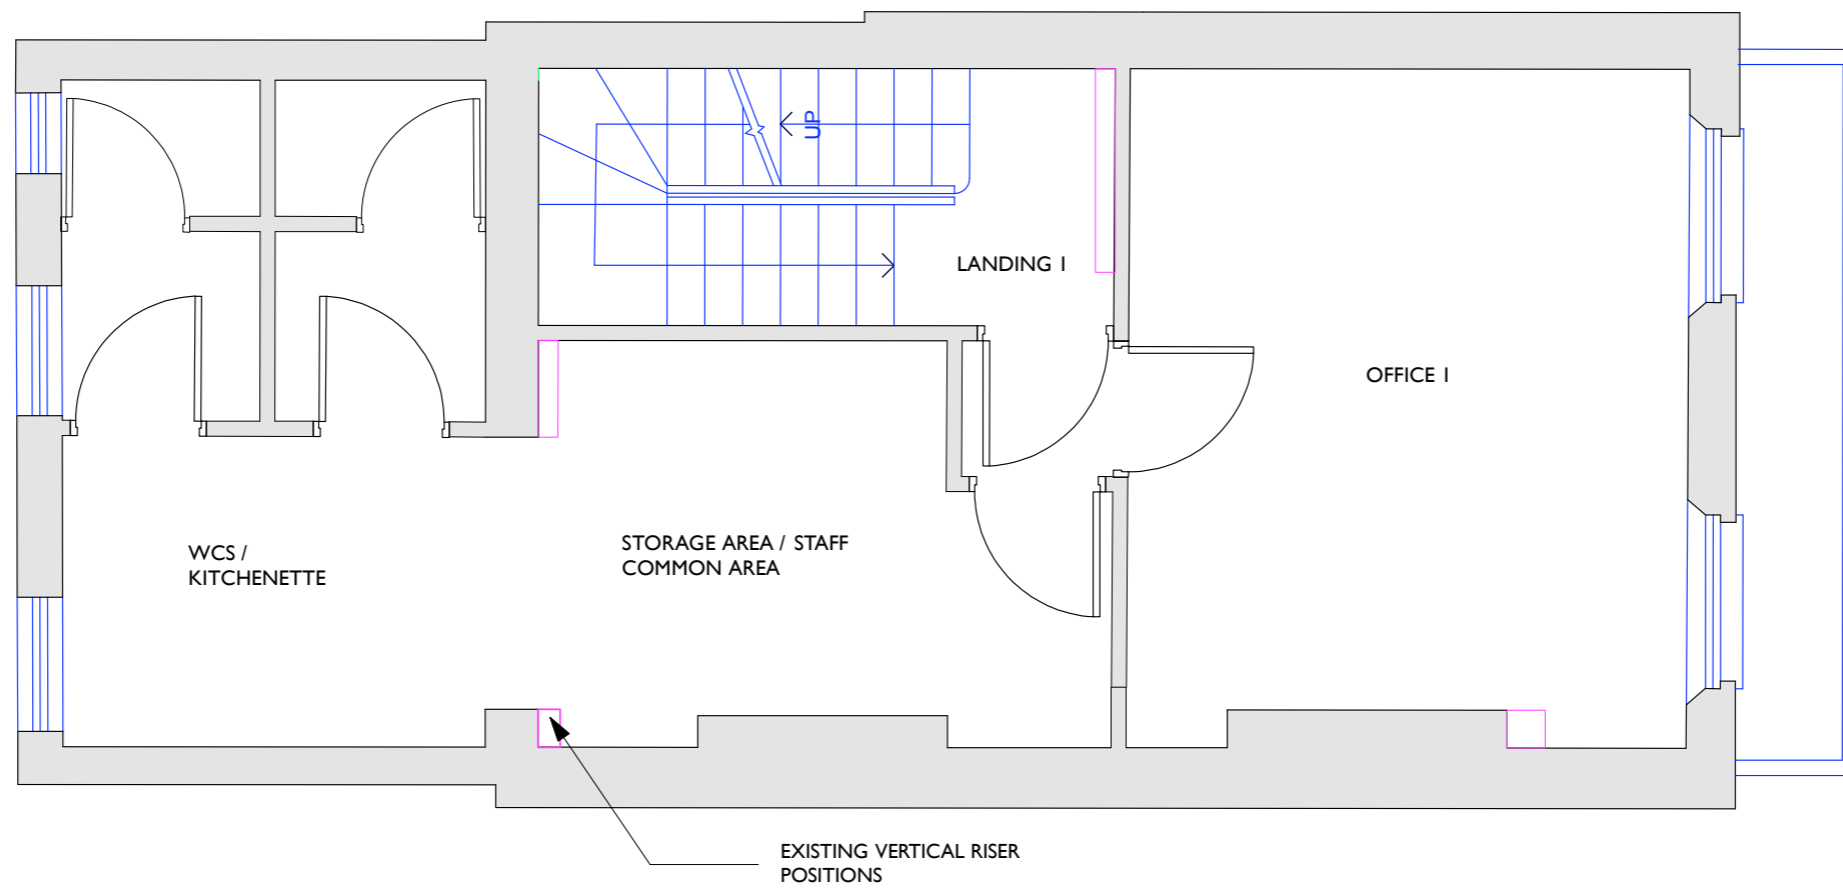 UP
LANDING 1
OFFICE 1
WCS /
KITCHENETTE
STORAGE AREA / STAFF
COMMON AREA
EXISTING VERTICAL RISER
POSITIONS